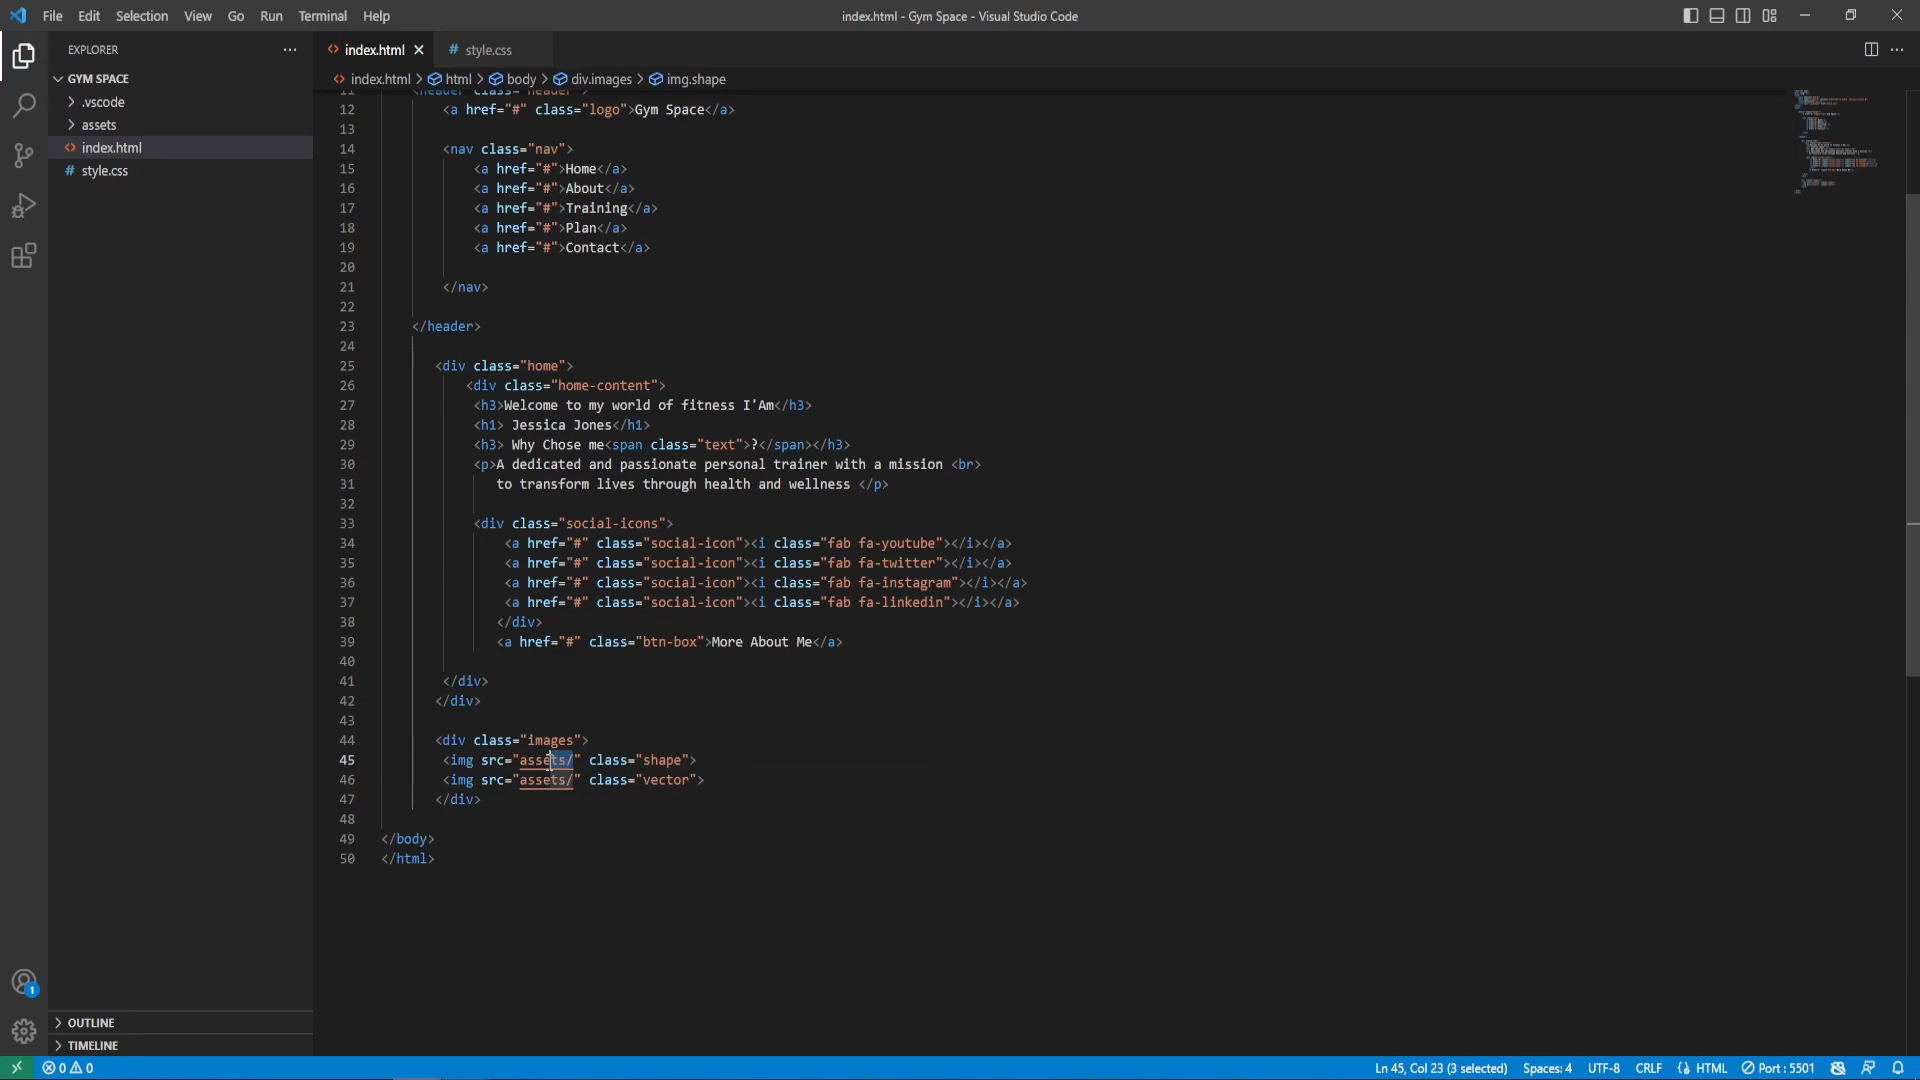 File Edit Selection View Go Run Terminal Help
index.html - Gym Space - Visual Studio Code
EXPLORER
GYM SPACE
.vscode
assets
index.html
style.css
OUTLINE
TIMELINE
index.html style.css
index.html > html > body > div.images > img.shape
11 <header class="header">
12 <a href="#" class="logo">Gym Space</a>
13
14 <nav class="nav">
15 <a href="#">Home</a>
16 <a href="#">About</a>
17 <a href="#">Training</a>
18 <a href="#">Plan</a>
19 <a href="#">Contact</a>
20
21 </nav>
22
23 </header>
24
25 <div class="home">
26 <div class="home-content">
27 <h3>Welcome to my world of fitness I'Am</h3>
28 <h1> Jessica Jones</h1>
29 <h3> Why Chose me<span class="text">?</span></h3>
30 <p>A dedicated and passionate personal trainer with a mission <br>
31 to transform lives through health and wellness </p>
32
33 <div class="social-icons">
34 <a href="#" class="social-icon"><i class="fab fa-youtube"></i></a>
35 <a href="#" class="social-icon"><i class="fab fa-twitter"></i></a>
36 <a href="#" class="social-icon"><i class="fab fa-instagram"></i></a>
37 <a href="#" class="social-icon"><i class="fab fa-linkedin"></i></a>
38 </div>
39 <a href="#" class="btn-box">More About Me</a>
40
41 </div>
42 </div>
43
44 <div class="images">
45 <img src="assets/" class="shape">
46 <img src="assets/" class="vector">
47 </div>
48
49 </body>
50 </html>
1
0 0
Ln 45, Col 23 (3 selected) Spaces: 4 UTF-8 CRLF HTML Port : 5501